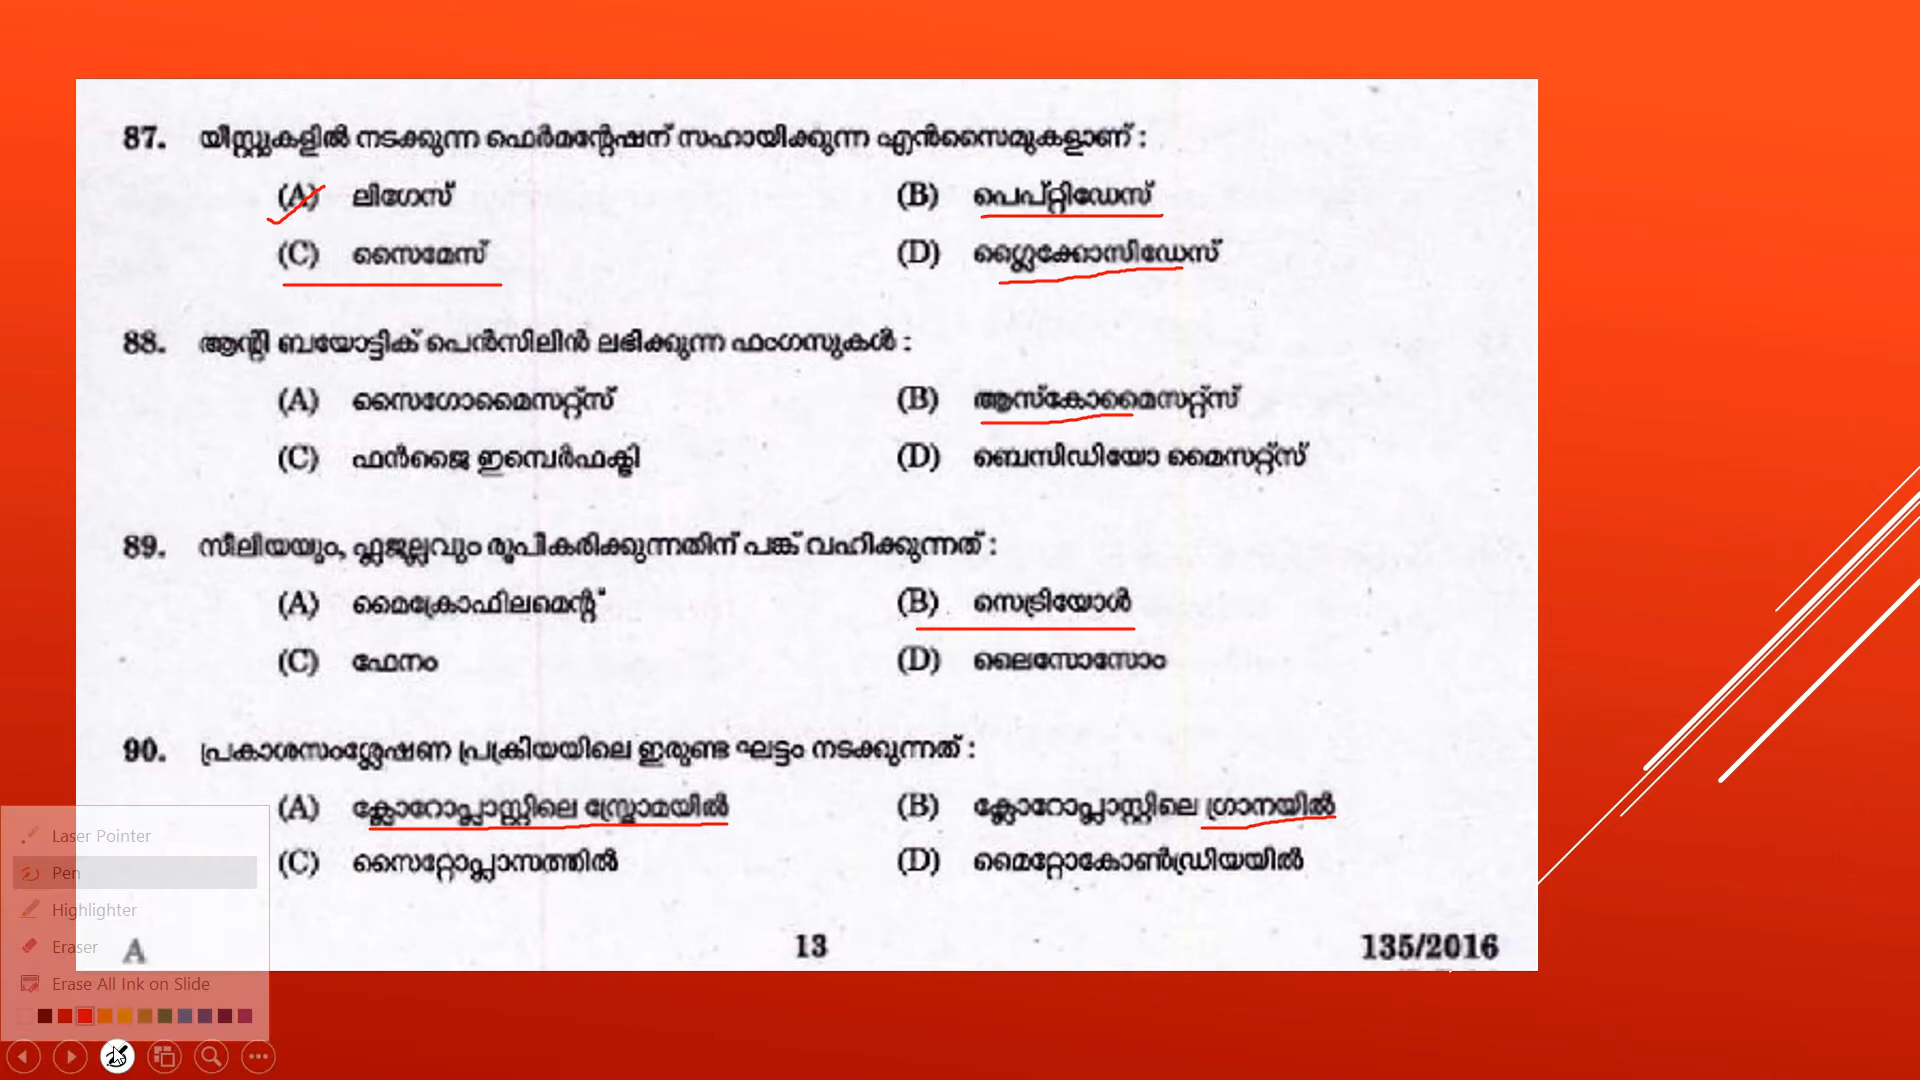 87. യീസ്റ്റുകളിൽ നടക്കുന്ന ഫെർമന്റേഷന് സഹായിക്കുന്ന എൻസൈമുകളാണ് :
(A) ലിഗേസ് (B) പെപ്റ്റിഡേസ്
(C) സൈമേസ് (D) ഗ്ലൈക്കോസിഡേസ്
88. ആന്റി ബയോട്ടിക് പെൻസിലിൻ ലഭിക്കുന്ന ഫംഗസുകൾ :
(A) സൈഗോമൈസറ്റ്സ് (B) ആസ്കോമൈസറ്റ്സ്
(C) ഫൻജൈ ഇമ്പെർഫക്റ്റി (D) ബെസിഡിയോ മൈസറ്റ്സ്
89. സീലിയയും, ഫ്ലജല്ലവും രൂപീകരിക്കുന്നതിന് പങ്ക് വഹിക്കുന്നത് :
(A) മൈക്രോഫിലമെന്റ് (B) സെട്രിയോൾ
(C) ഫേനം (D) ലൈസോസോം
90. പ്രകാശസംശ്ലേഷണ പ്രക്രിയയിലെ ഇരുണ്ട ഘട്ടം നടക്കുന്നത് :
(A) ക്ലോറോപ്ലാസ്റ്റിലെ സ്ട്രോമയിൽ (B) ക്ലോറോപ്ലാസ്റ്റിലെ ഗ്രാനയിൽ
(C) സൈറ്റോപ്ലാസത്തിൽ (D) മൈറ്റോകോൺഡ്രിയയിൽ
A 13 135/2016
Laser Pointer
Pen
Highlighter
Eraser
Erase All Ink on Slide